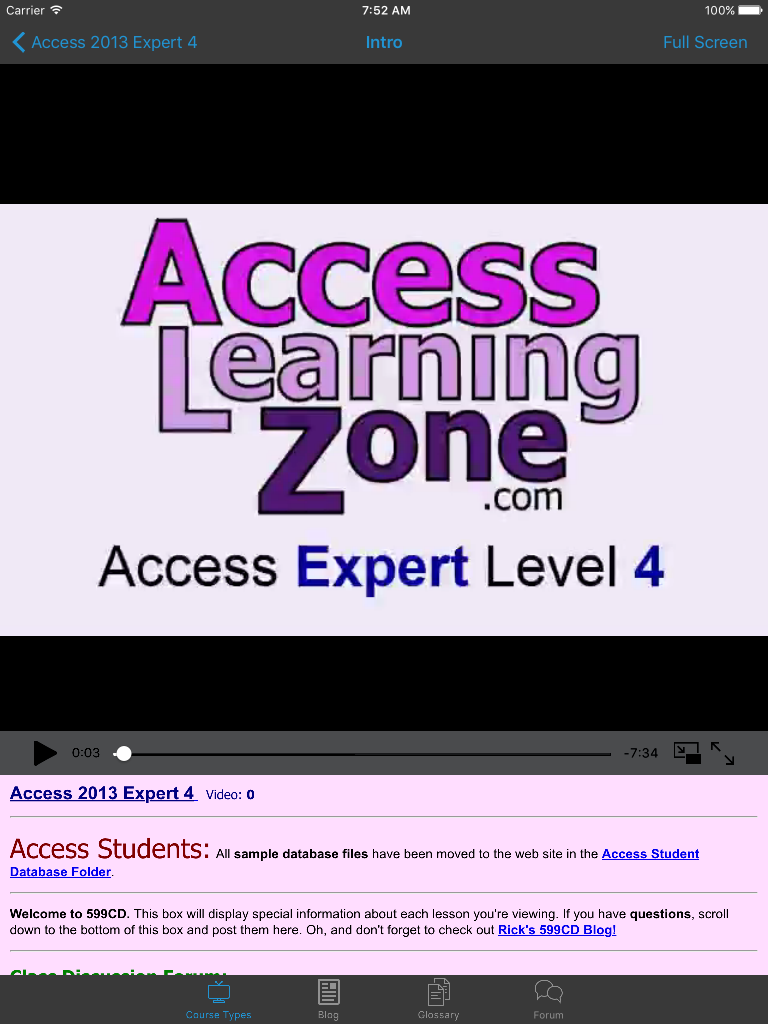 Carrier 7:52 AM 100%
Access 2013 Expert 4 Intro Full Screen
Access
Learning
Zone
.com
Access Expert Level 4
0:03 -7:34
Access 2013 Expert 4 Video: 0
Access Students: All sample database files have been moved to the web site in the Access Student
Database Folder.
Welcome to 599CD. This box will display special information about each lesson you're viewing. If you have questions, scroll
down to the bottom of this box and post them here. Oh, and don't forget to check out Rick's 599CD Blog!
Class Discussion Forum:
Course Types Blog Glossary Forum